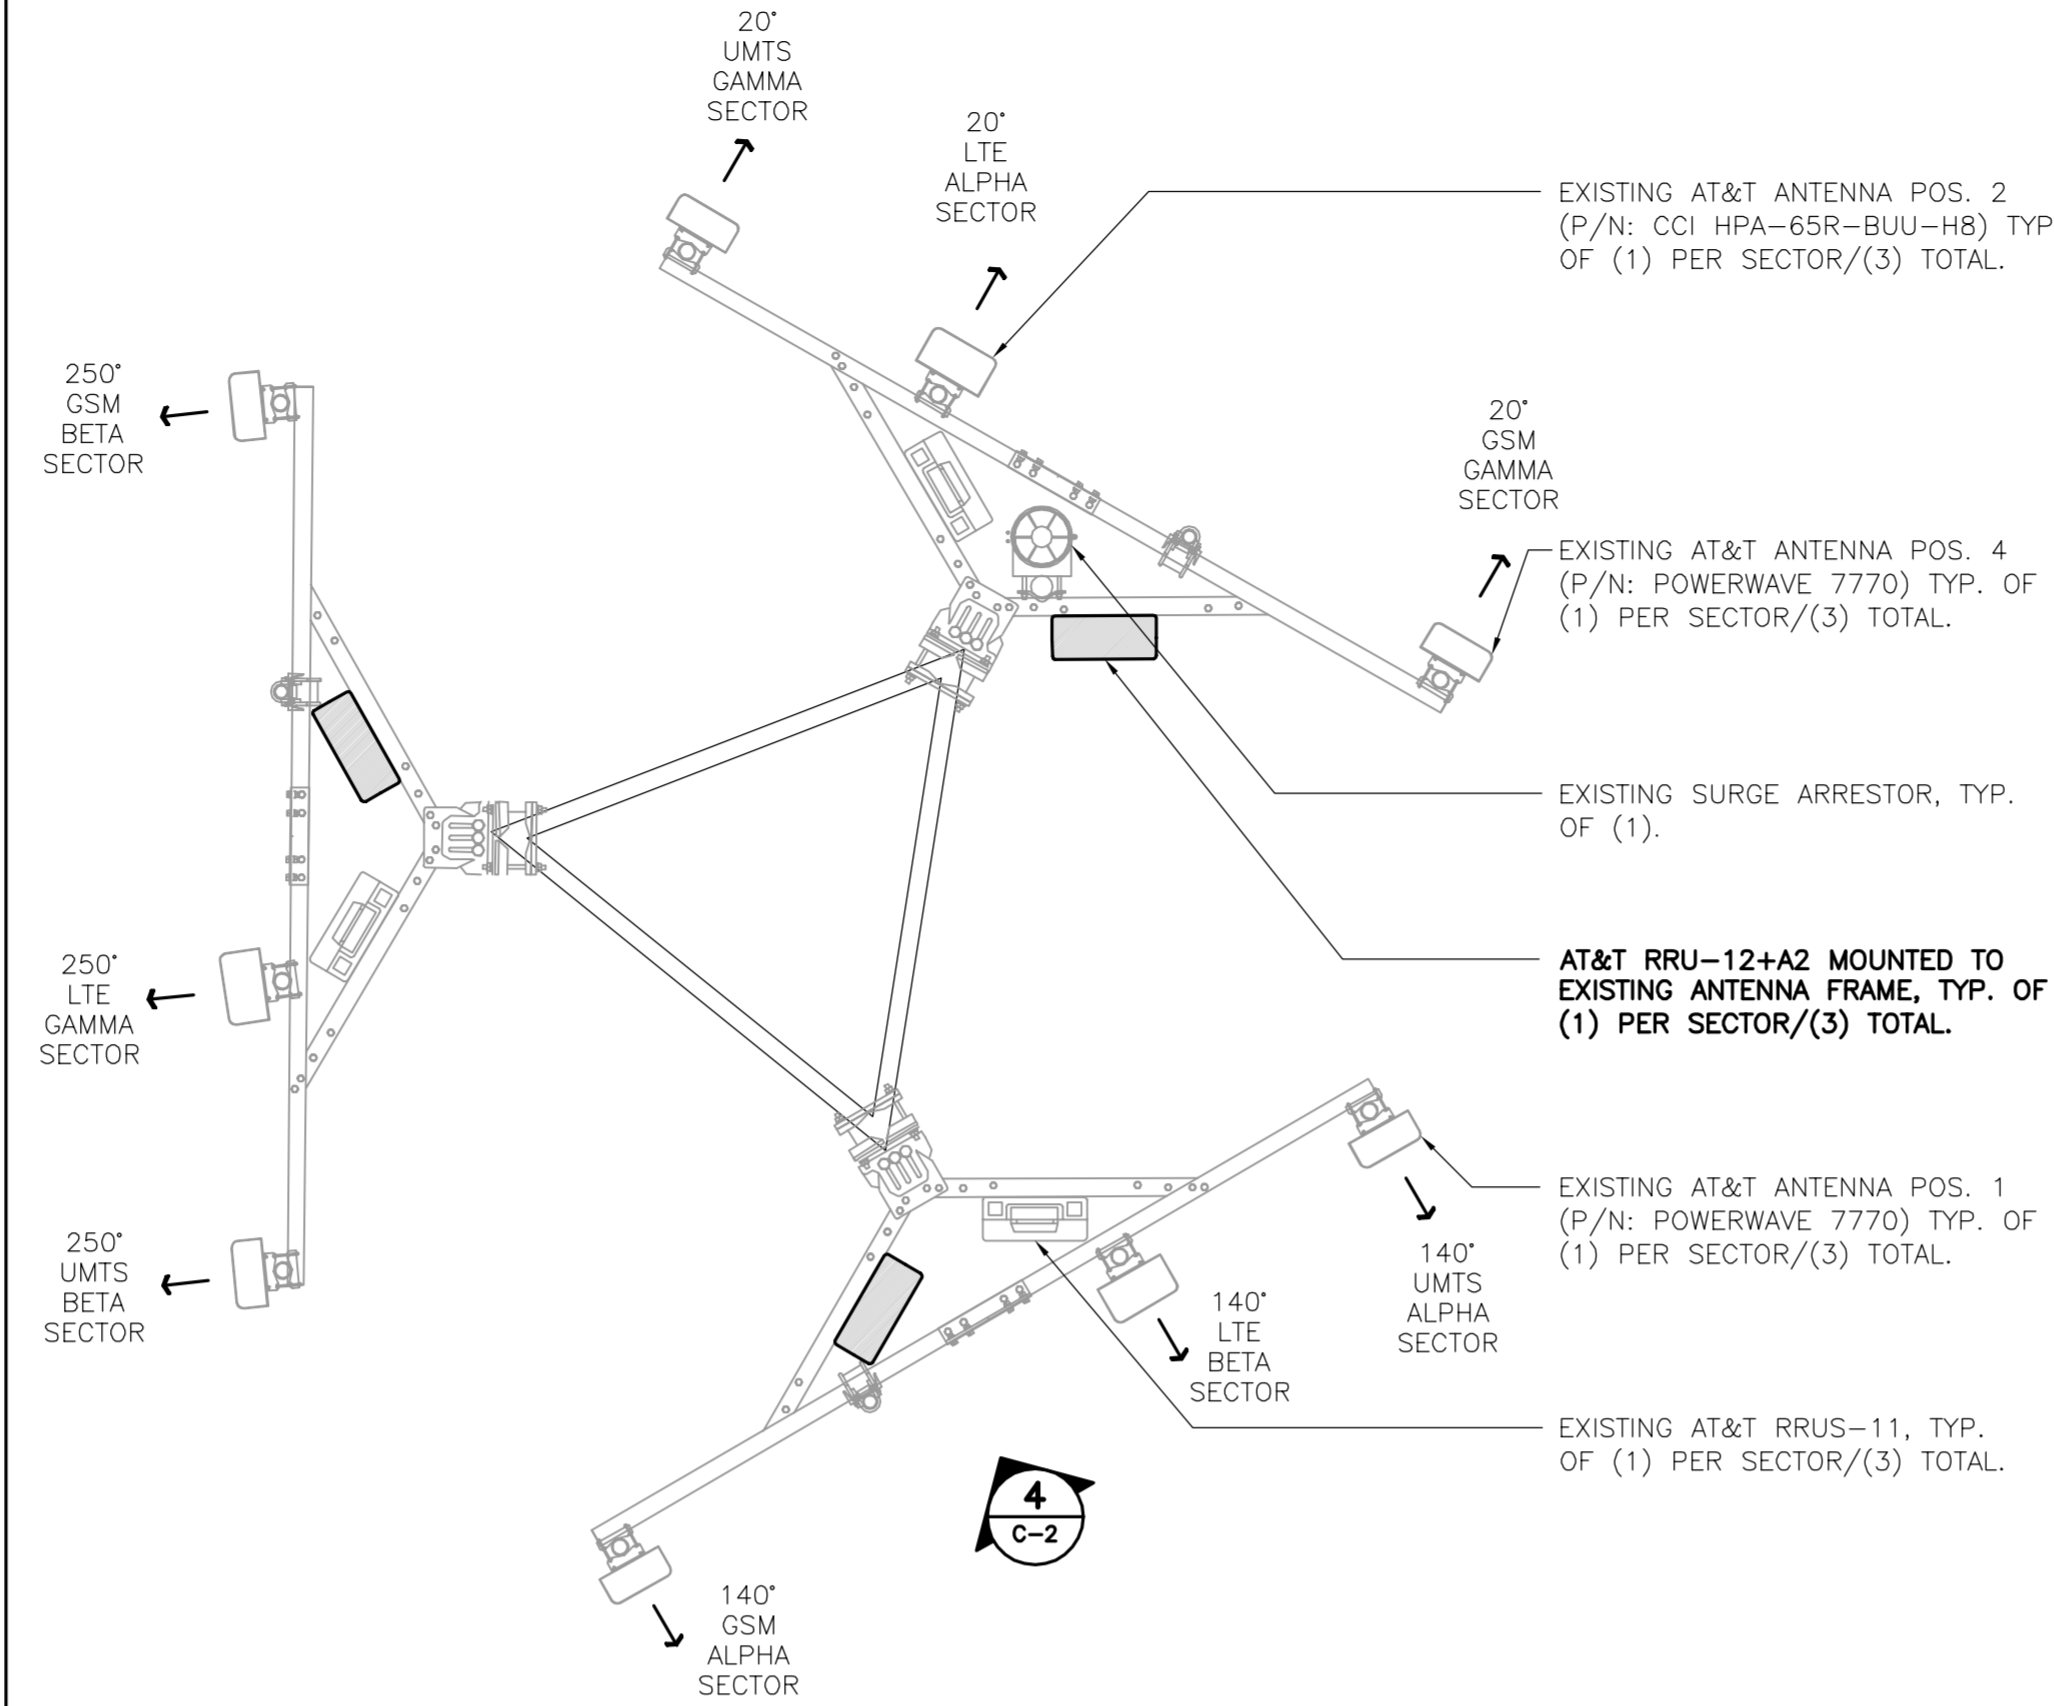 20°
UMTS
GAMMA
SECTOR
20°
LTE
ALPHA
SECTOR
EXISTING AT&T ANTENNA POS. 2
(P/N: CCI HPA-65R-BUU-H8) TYP
OF (1) PER SECTOR/(3) TOTAL.
250°
GSM
BETA
SECTOR
20°
GSM
GAMMA
SECTOR
EXISTING AT&T ANTENNA POS. 4
(P/N: POWERWAVE 7770) TYP. OF
(1) PER SECTOR/(3) TOTAL.
EXISTING SURGE ARRESTOR, TYP.
OF (1).
250°
LTE
GAMMA
SECTOR
AT&T RRU-12+A2 MOUNTED TO
EXISTING ANTENNA FRAME, TYP. OF
(1) PER SECTOR/(3) TOTAL.
EXISTING AT&T ANTENNA POS. 1
(P/N: POWERWAVE 7770) TYP. OF
(1) PER SECTOR/(3) TOTAL.
250°
UMTS
BETA
SECTOR
140°
UMTS
ALPHA
SECTOR
140°
LTE
BETA
SECTOR
EXISTING AT&T RRUS-11, TYP.
OF (1) PER SECTOR/(3) TOTAL.
4
C-2
140°
GSM
ALPHA
SECTOR